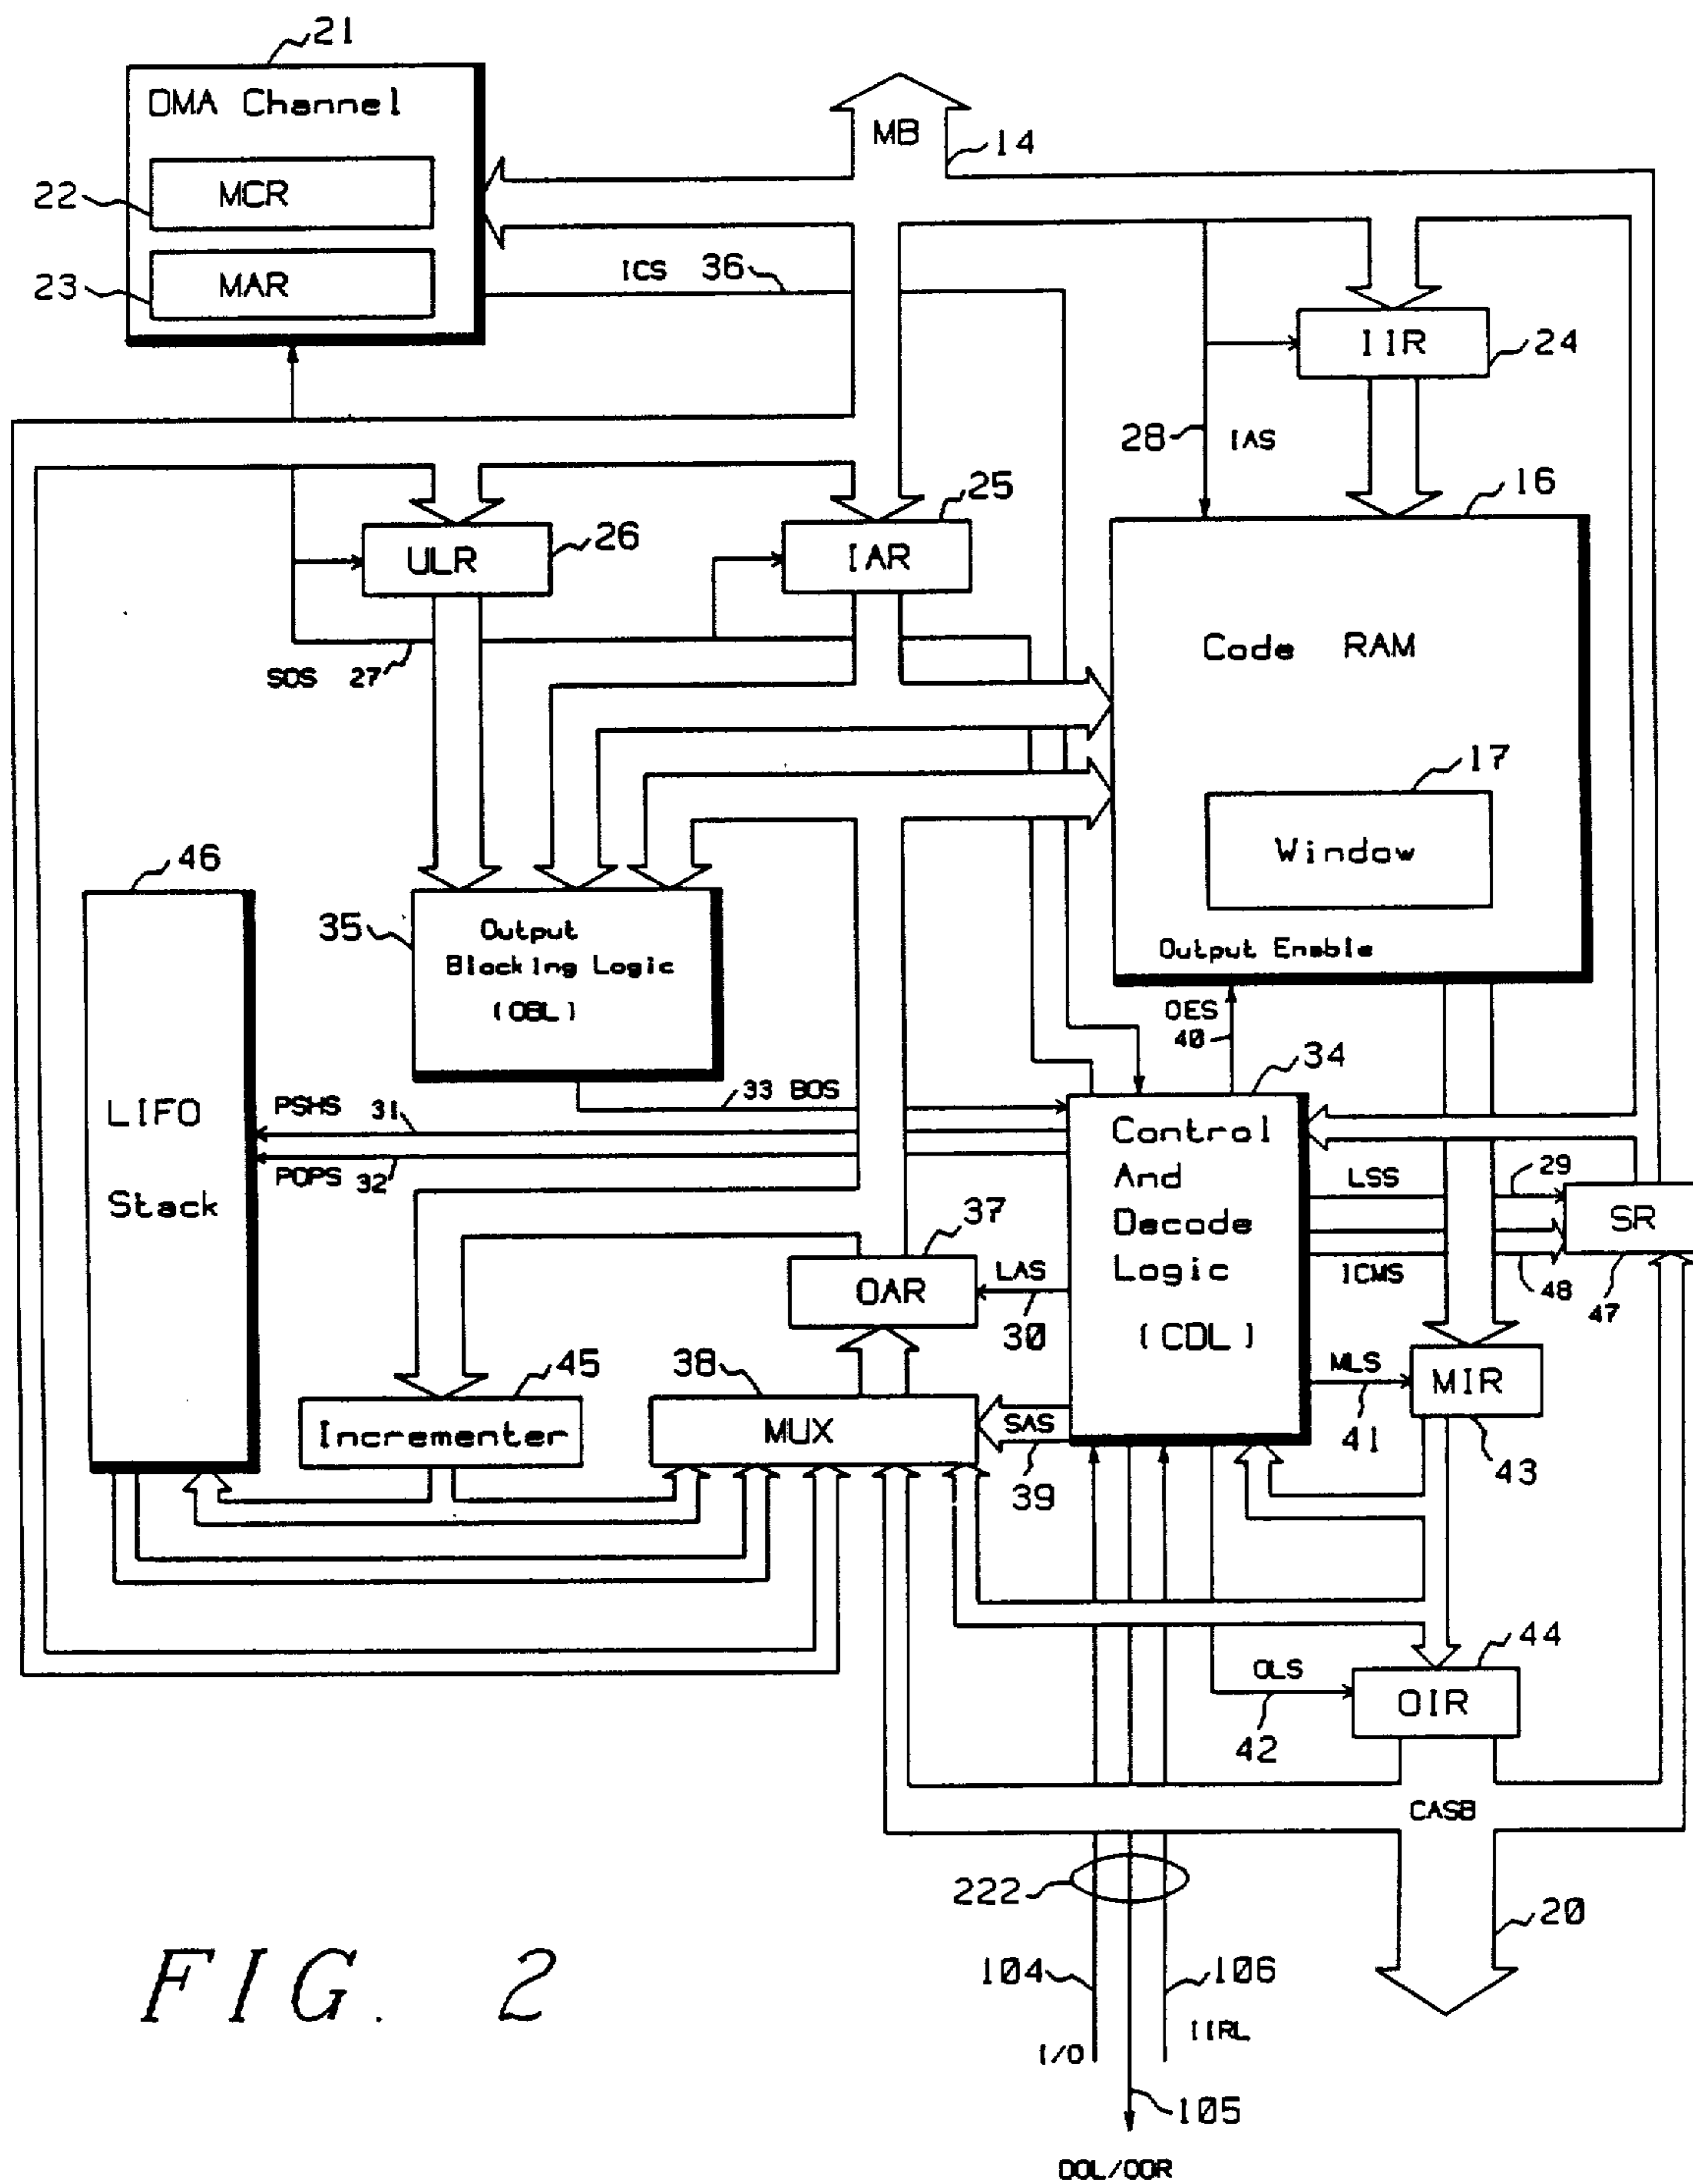 21
DMA Channel
MB
14
22
MCR
23
MAR
ICS 36
IIR
24
28
IAS
25
16
ULR
26
IAR
Code RAM
SOS 27
17
Window
46
35
Output
Blocking Logic
(OBL)
Output Enable
OES
40
34
33 BOS
PSHS
31
POPS
32
LIFO
Stack
Control
And
Decode
Logic
(CDL)
LSS
29
SR
37
OAR
LAS
30
ICMS
48
47
45
38
MLS
41
MIR
43
Incrementer
MUX
SAS
39
44
OLS
42
OIR
CASB
222
20
104
106
I/O
IIRL
105
DOL/DOR
FIG. 2